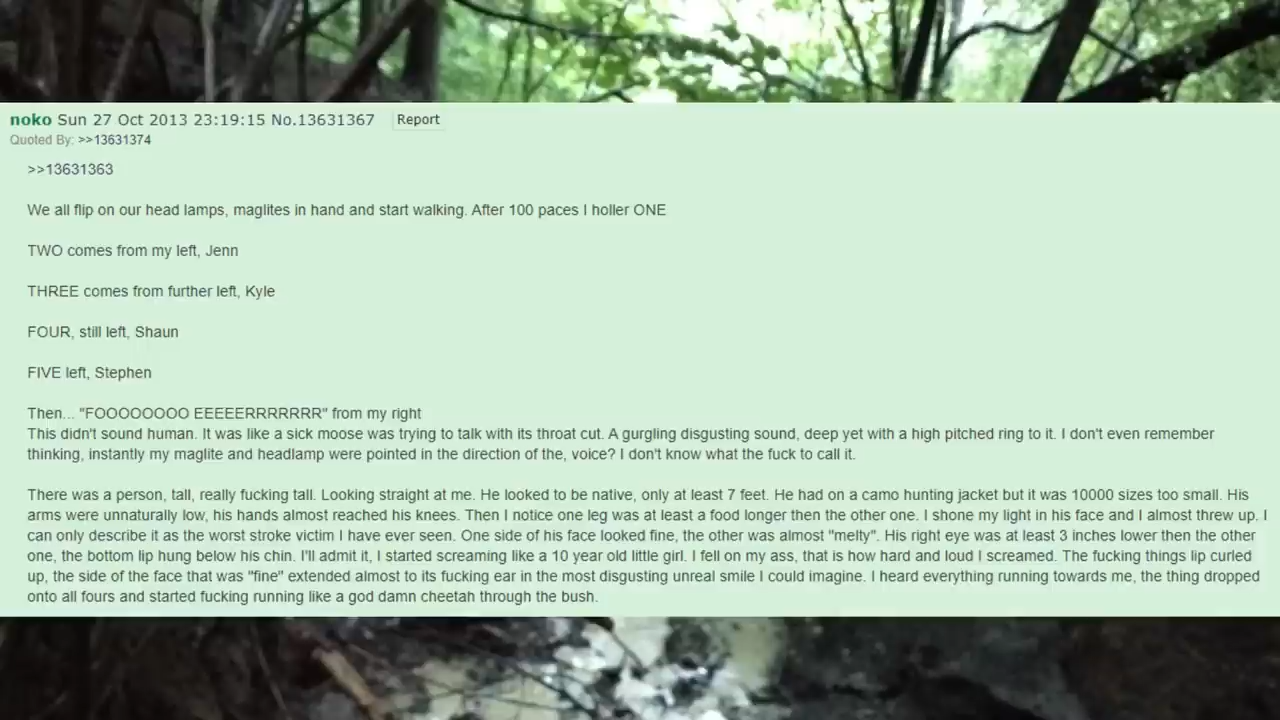 noko Sun 27 Oct 2013 23:19:15 No.13631367 Report
Quoted By: >>13631374
>>13631363
We all flip on our head lamps, maglites in hand and start walking. After 100 paces I holler ONE
TWO comes from my left, Jenn
THREE comes from further left, Kyle
FOUR, still left, Shaun
FIVE left, Stephen
Then... "FOOOOOOOO EEEEERRRRRRR" from my right
This didn't sound human. It was like a sick moose was trying to talk with its throat cut. A gurgling disgusting sound, deep yet with a high pitched ring to it. I don't even remember
thinking, instantly my maglite and headlamp were pointed in the direction of the, voice? I don't know what the fuck to call it.
There was a person, tall, really fucking tall. Looking straight at me. He looked to be native, only at least 7 feet. He had on a camo hunting jacket but it was 10000 sizes too small. His
arms were unnaturally low, his hands almost reached his knees. Then I notice one leg was at least a food longer then the other one. I shone my light in his face and I almost threw up. I
can only describe it as the worst stroke victim I have ever seen. One side of his face looked fine, the other was almost "melty". His right eye was at least 3 inches lower then the other
one, the bottom lip hung below his chin. I'll admit it, I started screaming like a 10 year old little girl. I fell on my ass, that is how hard and loud I screamed. The fucking things lip curled
up, the side of the face that was "fine" extended almost to its fucking ear in the most disgusting unreal smile I could imagine. I heard everything running towards me, the thing dropped
onto all fours and started fucking running like a god damn cheetah through the bush.